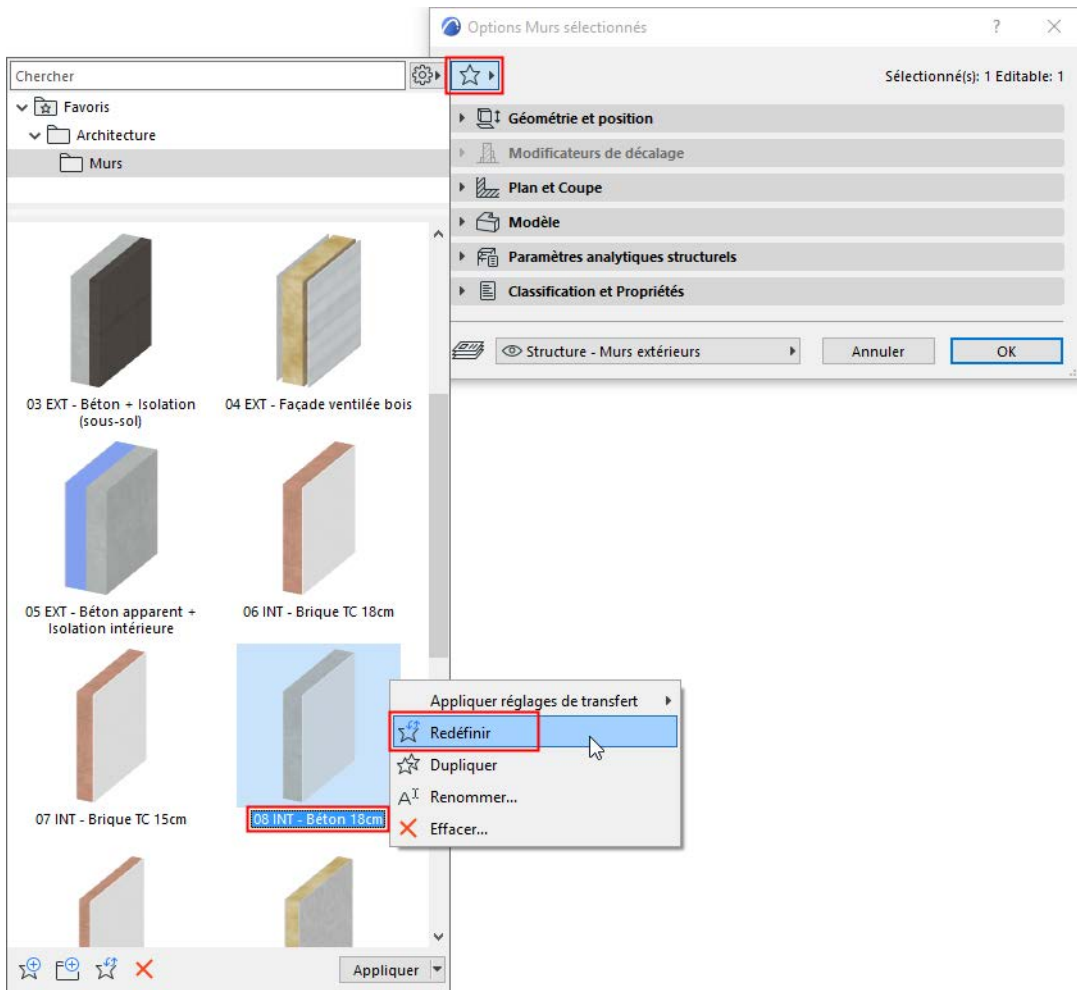 Options Murs sélectionnés
Chercher
Sélectionné(s): 1 Editable: 1
Favoris
Architecture
Murs
Géométrie et position
Modificateurs de décalage
Plan et Coupe
Modèle
Paramètres analytiques structurels
Classification et Propriétés
Structure - Murs extérieurs
Annuler
OK
03 EXT - Béton + Isolation
(sous-sol)
04 EXT - Façade ventilée bois
05 EXT - Béton apparent +
Isolation intérieure
06 INT - Brique TC 18cm
07 INT - Brique TC 15cm
08 INT - Béton 18cm
Appliquer réglages de transfert
Redéfinir
Dupliquer
Renommer...
Effacer...
Appliquer